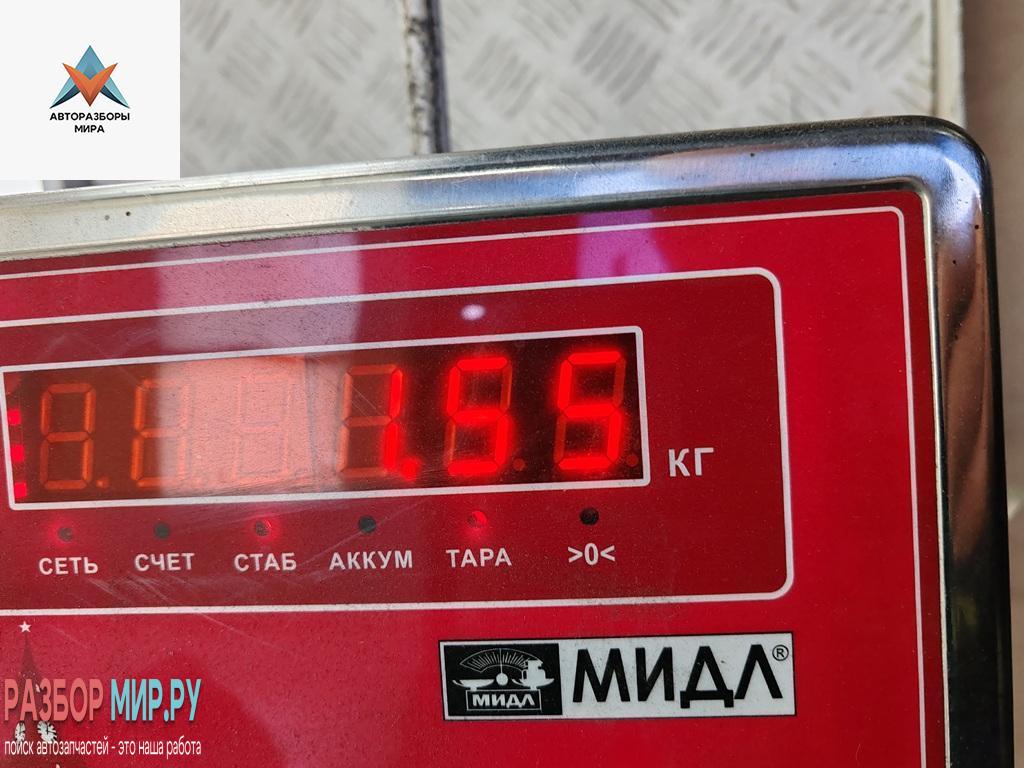 АВТОРАЗБОРЫ
МИРА
1.55
КГ
СЕТЬ СЧЕТ СТАБ АККУМ ТАРА >0<
МИДЛ МИДЛ®
РАЗБОР МИР.РУ
поиск автозапчастей - это наша работа